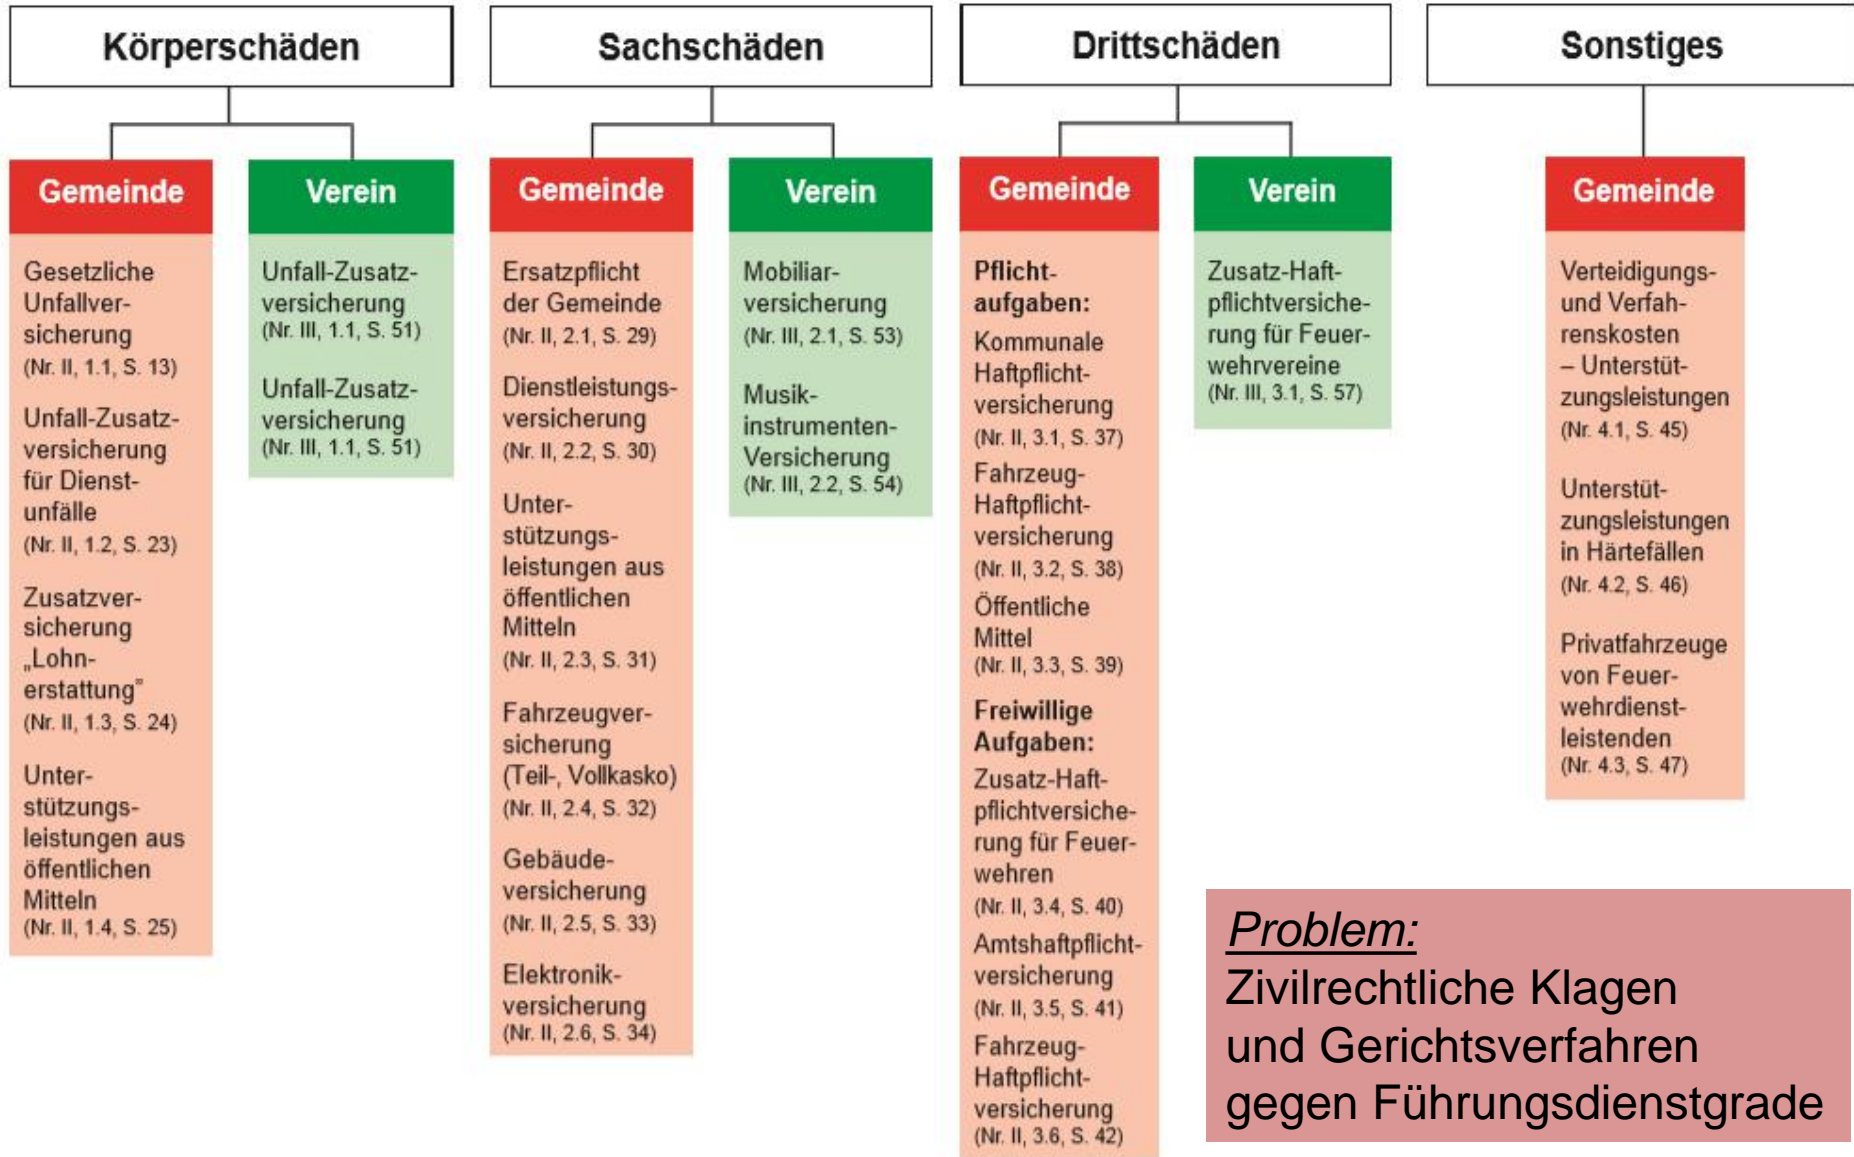 Körperschäden
Gemeinde
Gesetzliche
Unfallver-
sicherung
(Nr. II, 1.1, S. 13)
Unfall-Zusatz-
versicherung
für Dienst-
unfälle
(Nr. II, 1.2, S. 23)
Zusatzver-
sicherung
„Lohn-
erstattung"
(Nr. II, 1.3, S. 24)
Unter-
stützungs-
leistungen aus
öffentlichen
Mitteln
(Nr. II, 1.4, S. 25)
Verein
Unfall-Zusatz-
versicherung
(Nr. III, 1.1, S. 51)
Unfall-Zusatz-
versicherung
(Nr. III, 1.1, S. 51)
Sachschäden
Gemeinde
Ersatzpflicht
der Gemeinde
(Nr. II, 2.1, S. 29)
Dienstleistungs-
versicherung
(Nr. II, 2.2, S. 30)
Unter-
stützungs-
leistungen aus
öffentlichen
Mitteln
(Nr. II, 2.3, S. 31)
Fahrzeugver-
sicherung
(Teil-, Vollkasko)
(Nr. II, 2.4, S. 32)
Gebäude-
versicherung
(Nr. II, 2.5, S. 33)
Elektronik-
versicherung
(Nr. II, 2.6, S. 34)
Verein
Mobiliar-
versicherung
(Nr. III, 2.1, S. 53)
Musik-
instrumenten-
Versicherung
(Nr. III, 2.2, S. 54)
Drittschäden
Gemeinde
Pflicht-
aufgaben:
Kommunale
Haftpflicht-
versicherung
(Nr. II, 3.1, S. 37)
Fahrzeug-
Haftpflicht-
versicherung
(Nr. II, 3.2, S. 38)
Öffentliche
Mittel
(Nr. II, 3.3, S. 39)
Freiwillige
Aufgaben:
Zusatz-Haft-
pflichtversiche-
rung für Feuer-
wehren
(Nr. II, 3.4, S. 40)
Amtshaftpflicht-
versicherung
(Nr. II, 3.5, S. 41)
Fahrzeug-
Haftpflicht-
versicherung
(Nr. II, 3.6, S. 42)
Verein
Zusatz-Haft-
pflichtversiche-
rung für Feuer-
wehrvereine
(Nr. III, 3.1, S. 57)
Sonstiges
Gemeinde
Verteidigungs-
und Verfah-
renskosten
– Unterstüt-
zungsleistungen
(Nr. 4.1, S. 45)
Unterstüt-
zungsleistungen
in Härtefällen
(Nr. 4.2, S. 46)
Privatfahrzeuge
von Feuer-
wehrdienst-
leistenden
(Nr. 4.3, S. 47)
Problem:
Zivilrechtliche Klagen
und Gerichtsverfahren
gegen Führungsdienstgrade